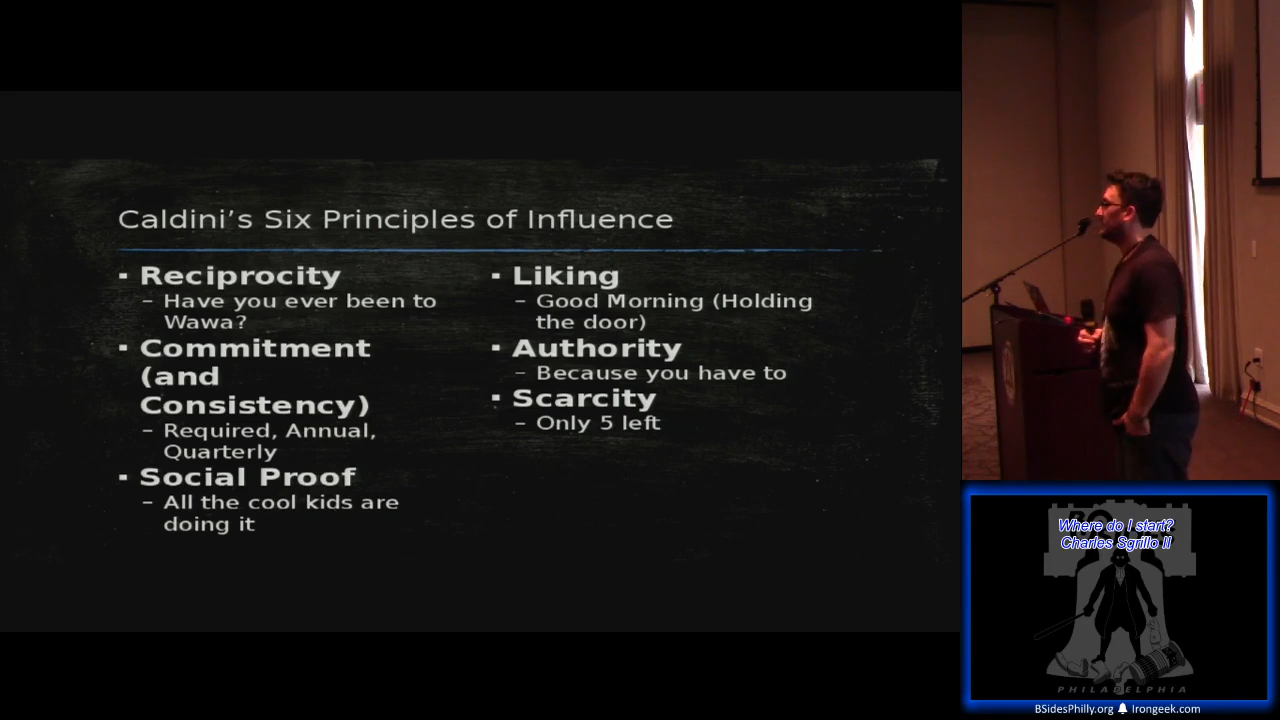 Caldini’s Six Principles of Influence
▪ Reciprocity
– Have you ever been to
Wawa?
▪ Commitment
(and
Consistency)
– Required, Annual,
Quarterly
▪ Social Proof
– All the cool kids are
doing it
▪ Liking
– Good Morning (Holding
the door)
▪ Authority
– Because you have to
▪ Scarcity
– Only 5 left
Where do I start?
Charles Sgrillo II
PHILADELPHIA
BSidesPhilly.org Irongeek.com